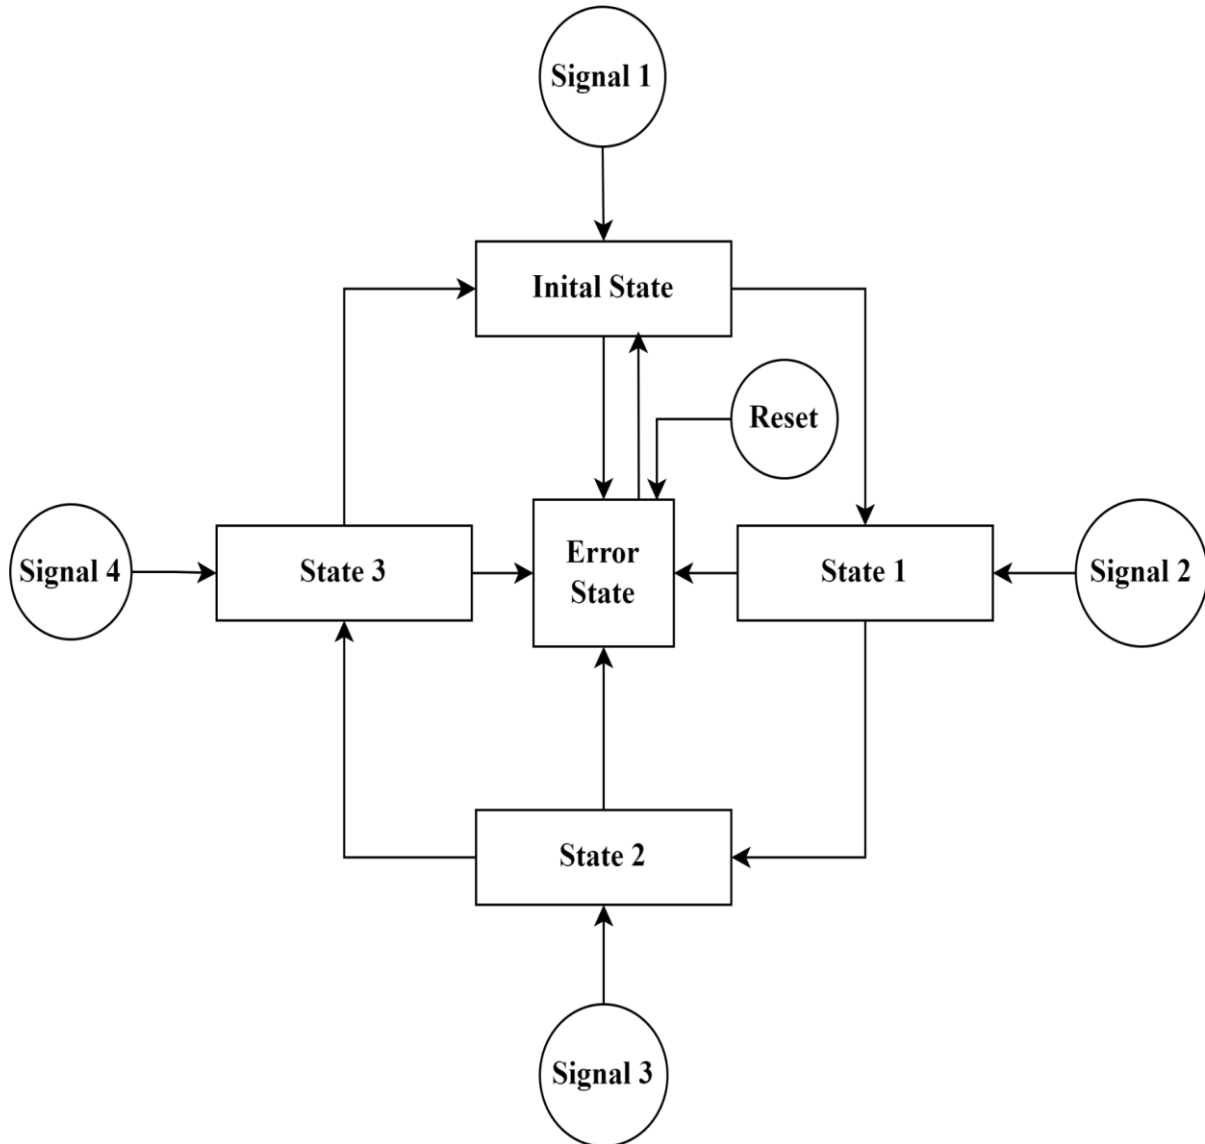 Signal 1
Inital State
Reset
Signal 4
State 3
Error
State
State 1
Signal 2
State 2
Signal 3